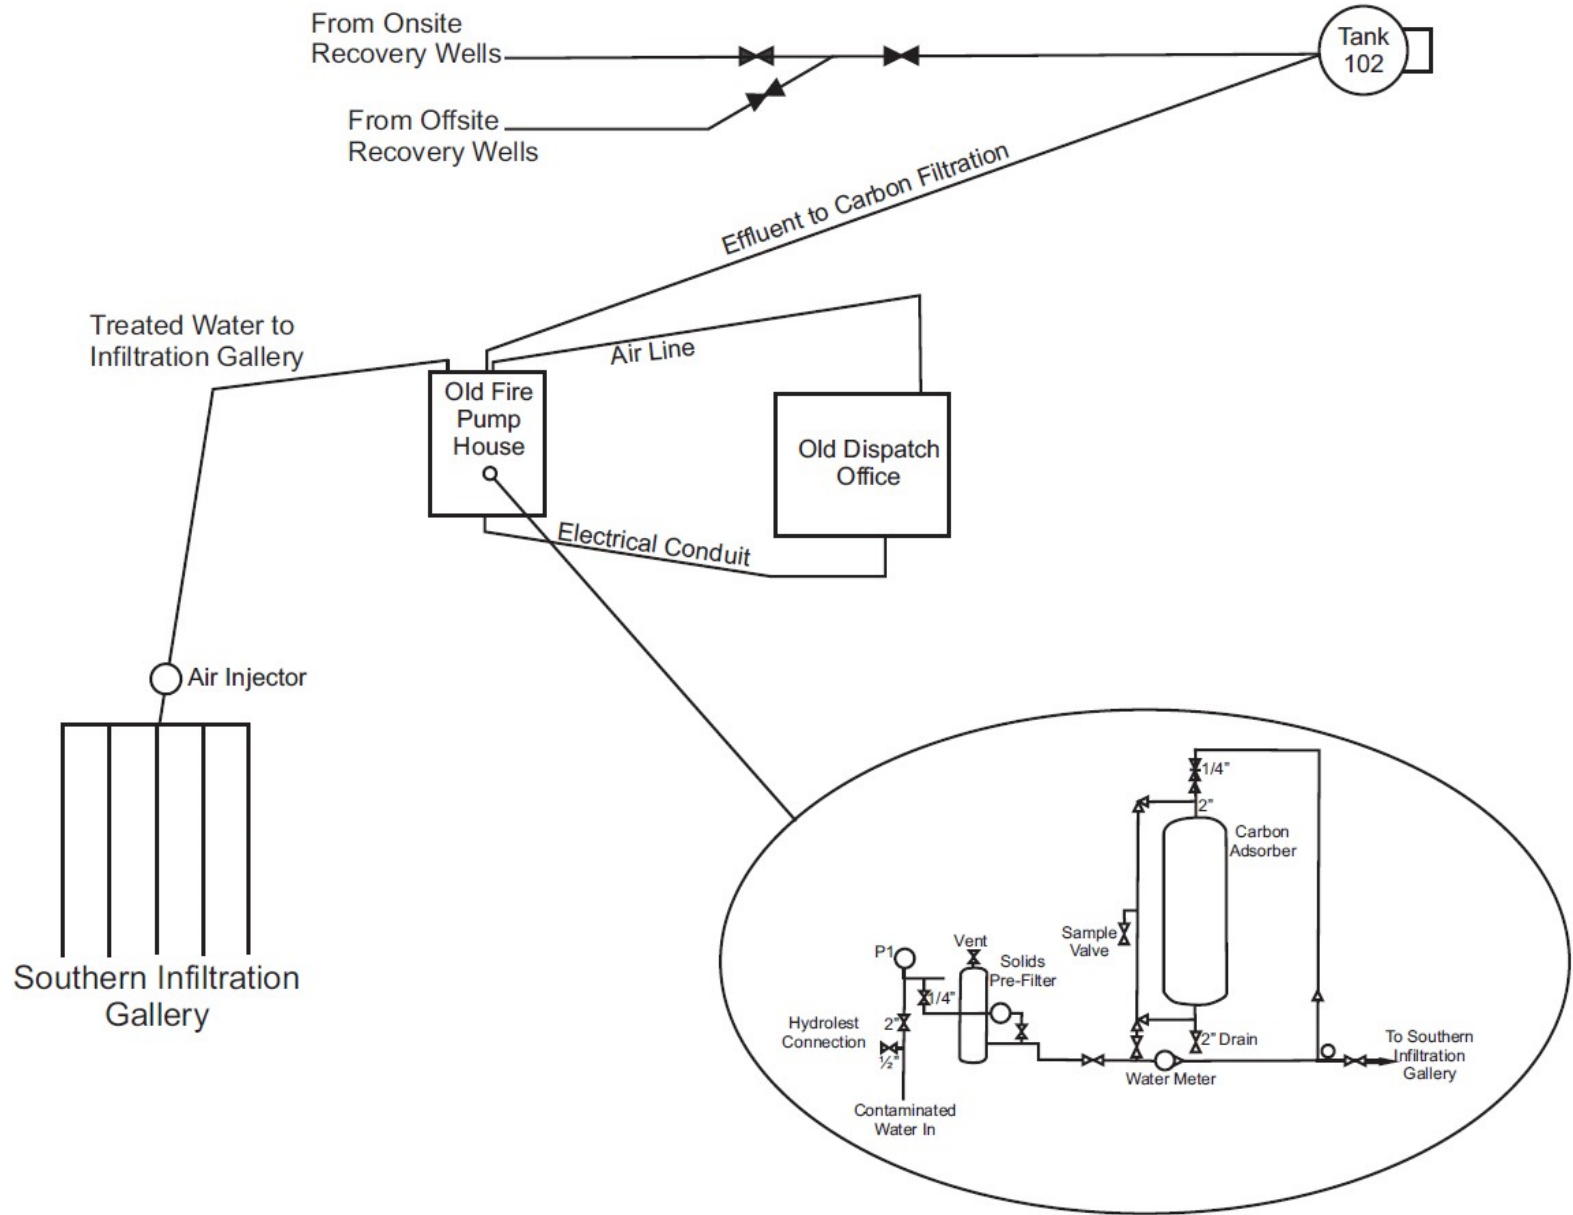 From Onsite
Recovery Wells
Tank
102
From Offsite
Recovery Wells
Effluent to Carbon Filtration
Treated Water to
Infiltration Gallery
Air Line
Old Fire
Pump
House
Old Dispatch
Office
Electrical Conduit
Air Injector
Southern Infiltration
Gallery
1/4"
2"
Carbon
Adsorber
Sample
Valve
P1
Vent
Solids
Pre-Filter
1/4"
Hydrolest
Connection
2"
½"
2" Drain
Water Meter
To Southern
Infiltration
Gallery
Contaminated
Water In